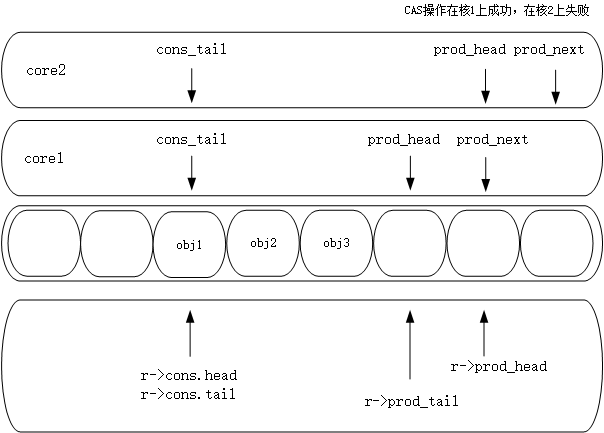 CAS操作在核1上成功，在核2上失败
cons_tail prod_head prod_next
core2
cons_tail prod_head prod_next
core1
obj1 obj2 obj3
r->prod_head
r->cons.head
r->cons.tail
r->prod_tail